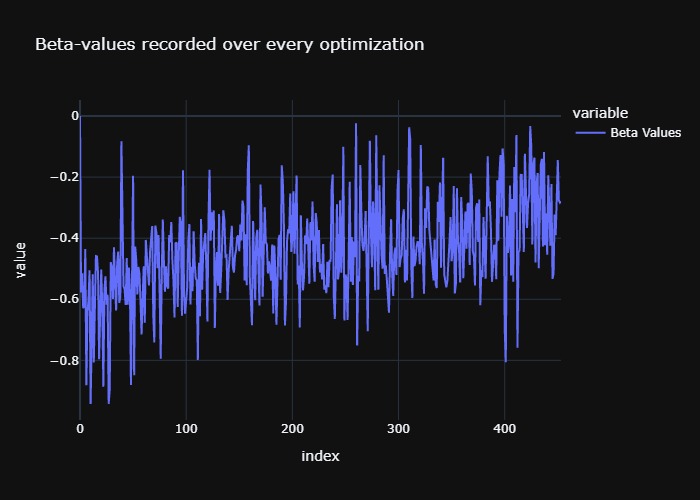 Beta-values recorded over every optimization
variable
Beta Values
0
−0.2
−0.4
−0.6
−0.8
value
0
100
200
300
400
index